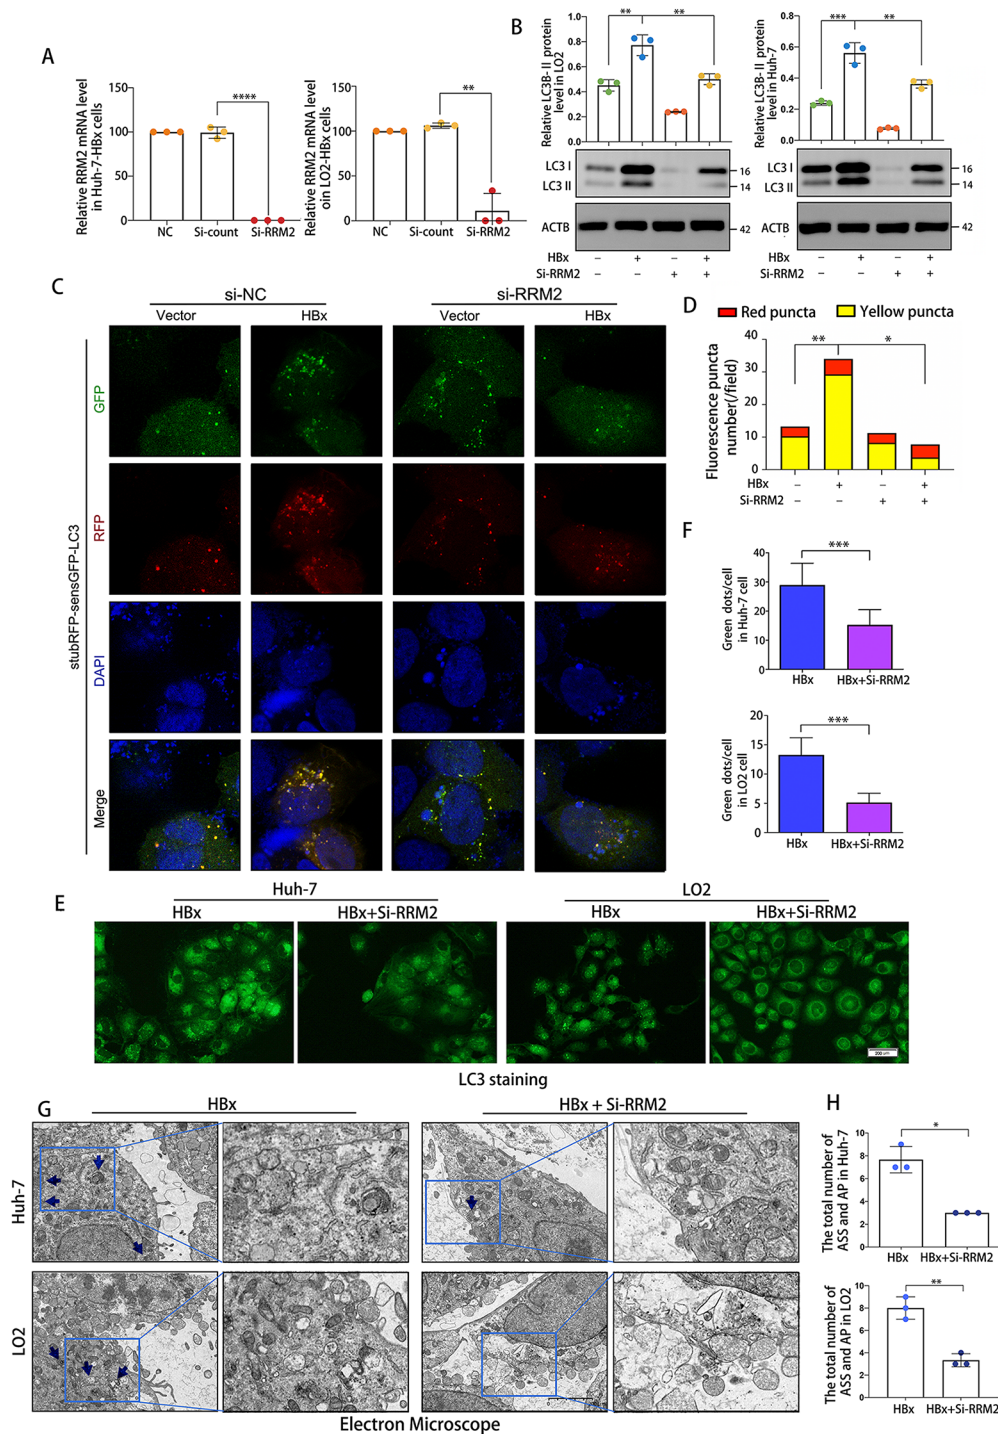 A
Relative RRM2 mRNA level
in Huh-7-HBx cells
150
100
50
0
NC
Si-count
Si-RRM2
****
Relative RRM2 mRNA level
oin LO2-HBx cells
150
100
50
0
NC
Si-count
Si-RRM2
**
B
Relative LC3B-II protein
level in LO2
1.0
0.8
0.6
0.4
0.2
0.0
**
**
Relative LC3B-II protein
level in Huh-7
0.8
0.6
0.4
0.2
0.0
***
**
LC3 I
LC3 II
16
14
ACTB
42
HBx
− + − +
Si-RRM2
− − + +
LC3 I
LC3 II
16
14
ACTB
42
HBx
− + − +
Si-RRM2
− − + +
C
si-NC
si-RRM2
Vector
HBx
Vector
HBx
stubRFP-sensGFP-LC3
GFP
RFP
DAPI
Merge
D
Red puncta
Yellow puncta
Fluorescence puncta
number(/field)
40
30
20
10
0
**
*
HBx
− + − +
Si-RRM2
− − + +
F
Green dots/cell
in Huh-7 cell
40
30
20
10
0
***
HBx
HBx+Si-RRM2
Green dots/cell
in LO2 cell
20
15
10
5
0
***
HBx
HBx+Si-RRM2
E
Huh-7
LO2
HBx
HBx+Si-RRM2
HBx
HBx+Si-RRM2
200 um
LC3 staining
G
HBx
HBx + Si-RRM2
Huh-7
LO2
Electron Microscope
H
The total number of
ASS and AP in Huh-7
10
8
6
4
2
0
*
HBx
HBx+Si-RRM2
The total number of
ASS and AP in LO2
10
8
6
4
2
0
**
HBx
HBx+Si-RRM2